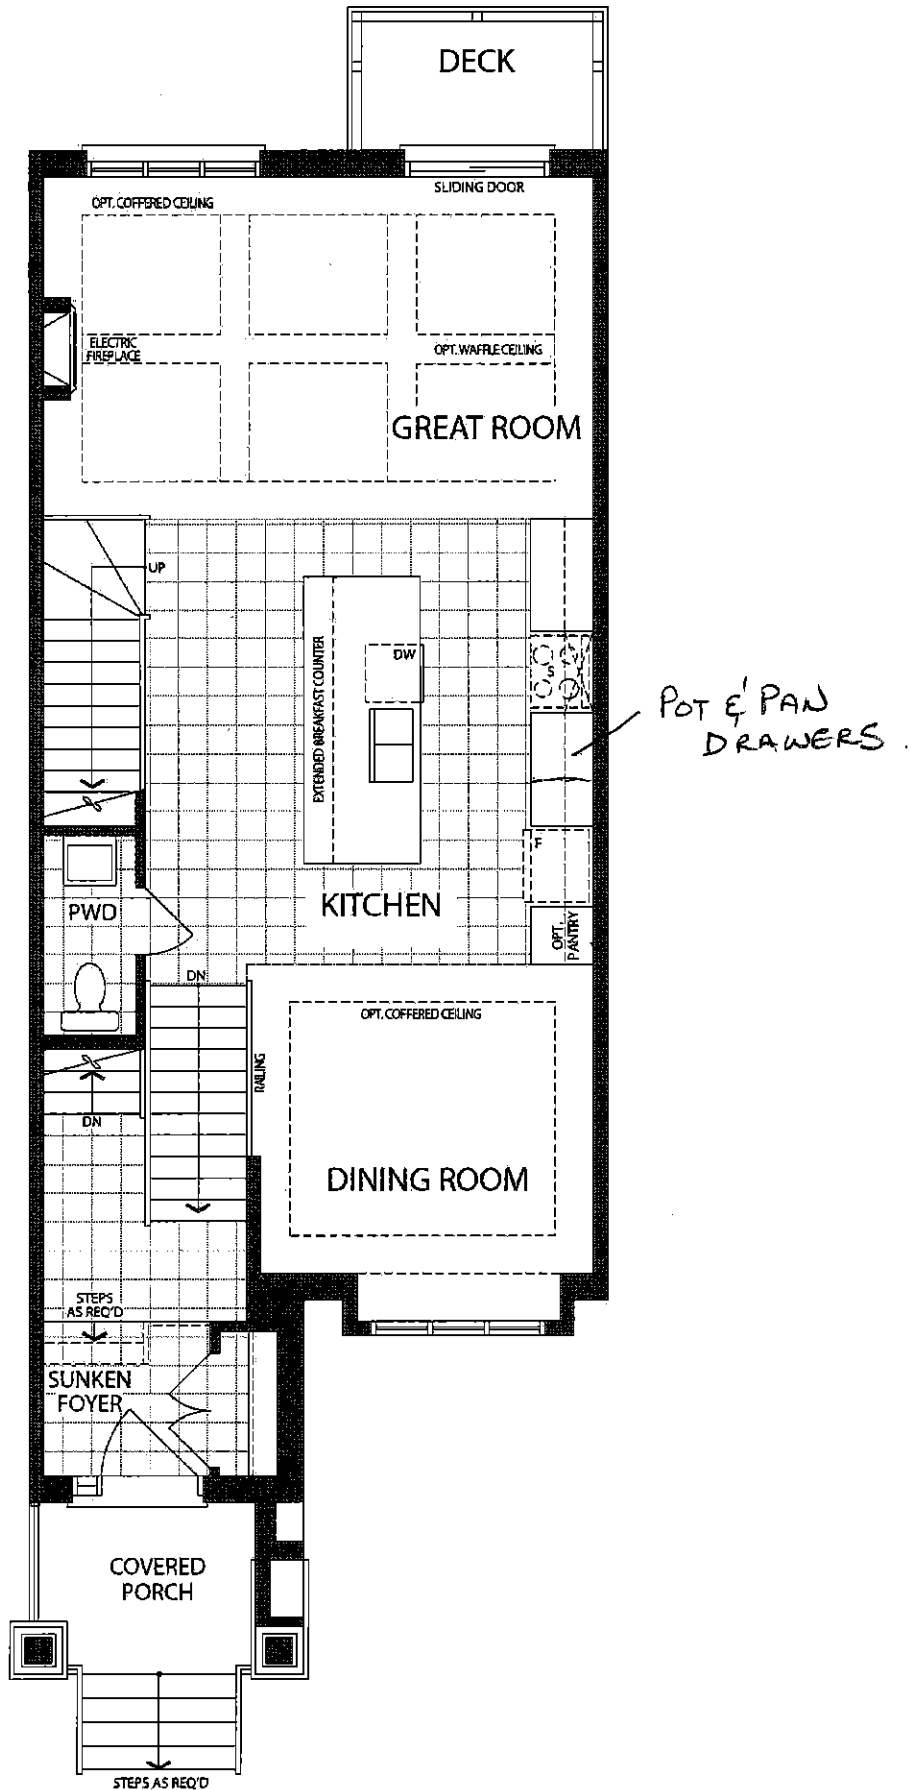 DECK
SLIDING DOOR
OPT. COFFERED CEILING
ELECTRIC
FIREPLACE
OPT. WAFFLE CEILING
GREAT ROOM
UP
EXTENDED BREAKFAST COUNTER
DW
S
POT & PAN
DRAWERS
F
KITCHEN
PWD
OPT.
PANTRY
DN
OPT. COFFERED CEILING
RAILING
DN
DINING ROOM
STEPS
AS REQ'D
SUNKEN
FOYER
COVERED
PORCH
STEPS AS REQ'D